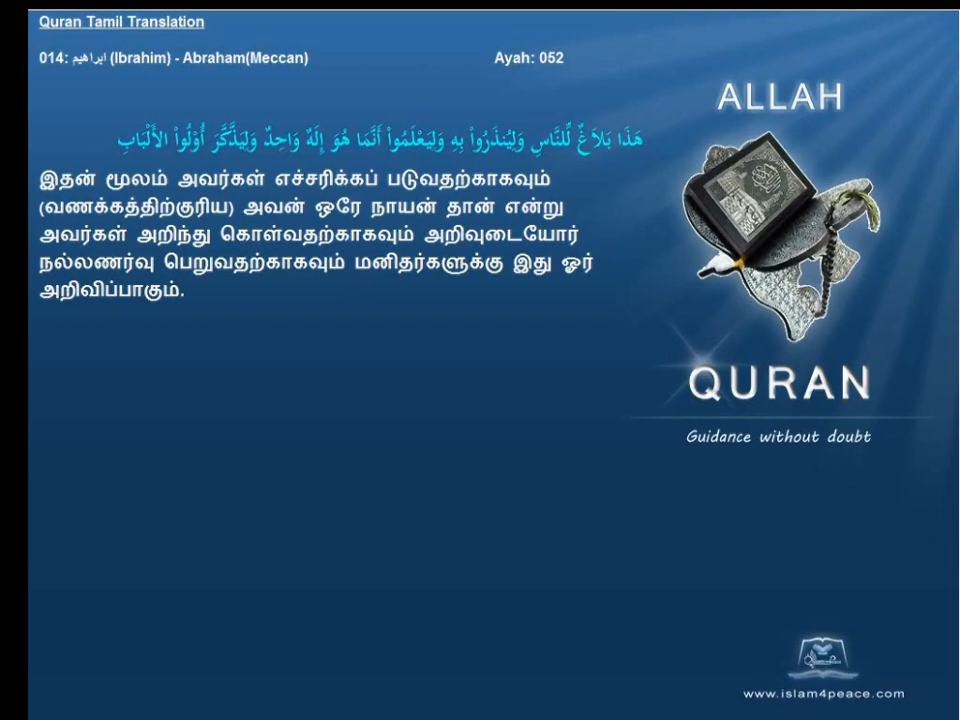 Quran Tamil Translation
014: ابراهيم (Ibrahim) - Abraham(Meccan) Ayah: 052
هَذَا بَلاَغٌ لِّلنَّاسِ وَلِيُنذَرُواْ بِهِ وَلِيَعْلَمُواْ أَنَّمَا هُوَ إِلَهٌ وَاحِدٌ وَلِيَذَّكَّرَ أُوْلُواْ الأَلْبَابِ
இதன் மூலம் அவர்கள் எச்சரிக்கப் படுவதற்காகவும்
(வணக்கத்திற்குரிய) அவன் ஒரே நாயன் தான் என்று
அவர்கள் அறிந்து கொள்வதற்காகவும் அறிவுடையோர்
நல்லணர்வு பெறுவதற்காகவும் மனிதர்களுக்கு இது ஓர்
அறிவிப்பாகும்.
ALLAH
QURAN
Guidance without doubt
www.islam4peace.com